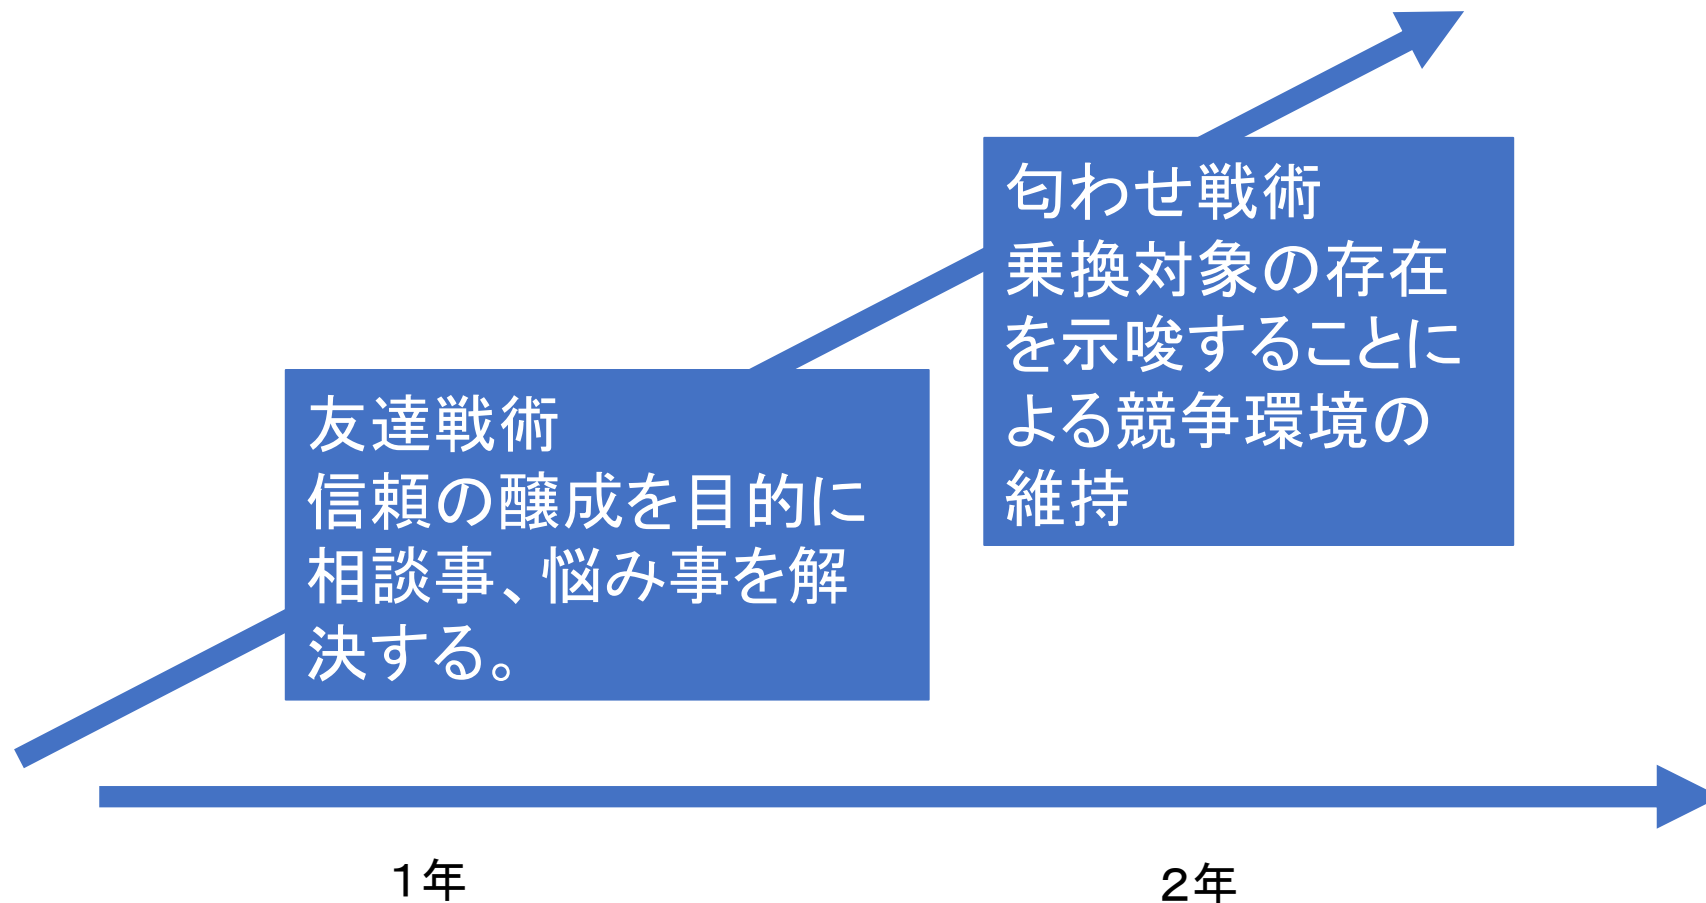 友達戦術
信頼の醸成を目的に
相談事、悩み事を解
決する。
匂わせ戦術
乗換対象の存在
を示唆することに
よる競争環境の
維持
１年
２年